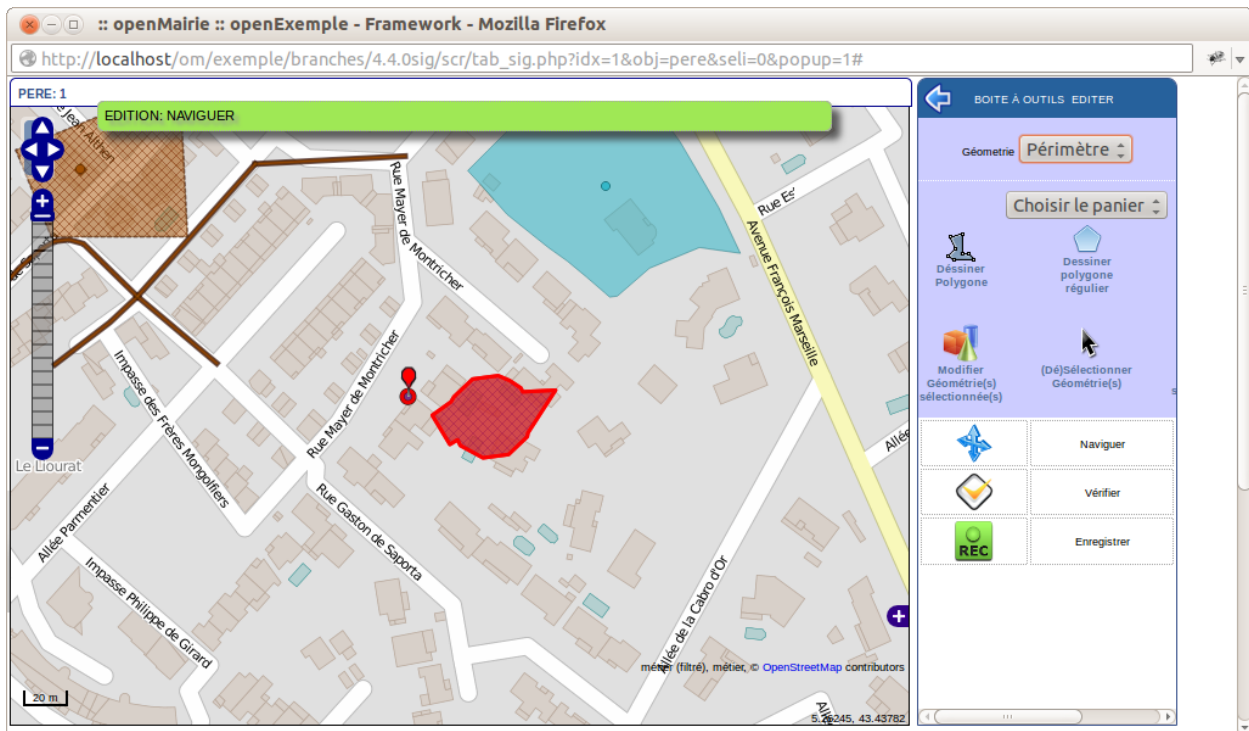 :: openMairie :: openExemple - Framework - Mozilla Firefox
http://localhost/om/exemple/branches/4.4.0sig/scr/tab_sig.php?idx=1&obj=pere&seli=0&popup=1#
PERE: 1
EDITION: NAVIGUER
Jean Althen
Rue Mayer de Montricher
Rue Es
Avenue François Marseille
Impasse des Frères Mongolfiers
Rue Mayer de Montricher
Allée
Le Liourat
Allée Parmentier
Rue Gaston de Saporta
Impasse Philippe de Girard
Allée de la Cabro d'Or
métier (filtré), métier, © OpenStreetMap contributors
20 m
Allé
5.25245, 43.43782
BOITE À OUTILS EDITER
Géometrie
Périmètre
Choisir le panier
Déssiner
Polygone
Dessiner
polygone
régulier
Modifier
Géométrie(s)
sélectionnée(s)
(Dé)Sélectionner
Géométrie(s)
s
Naviguer
Vérifier
REC
Enregistrer